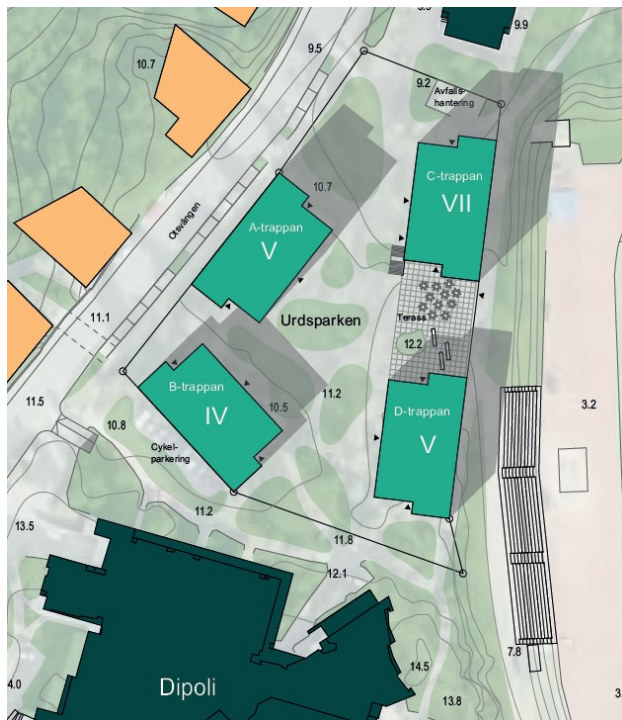 9.9
9.5
10.7
9.2
Avfalls-
hantering
C-trappan
VII
10.7
Otsvängen
A-trappan
V
Urdsparken
Terass
12.2
11.1
B-trappan
IV
10.5
11.2
D-trappan
V
11.5
10.8
Cykel-
parkering
3.2
11.2
13.5
11.8
12.1
7.8
14.5
13.8
4.0
Dipoli
3.